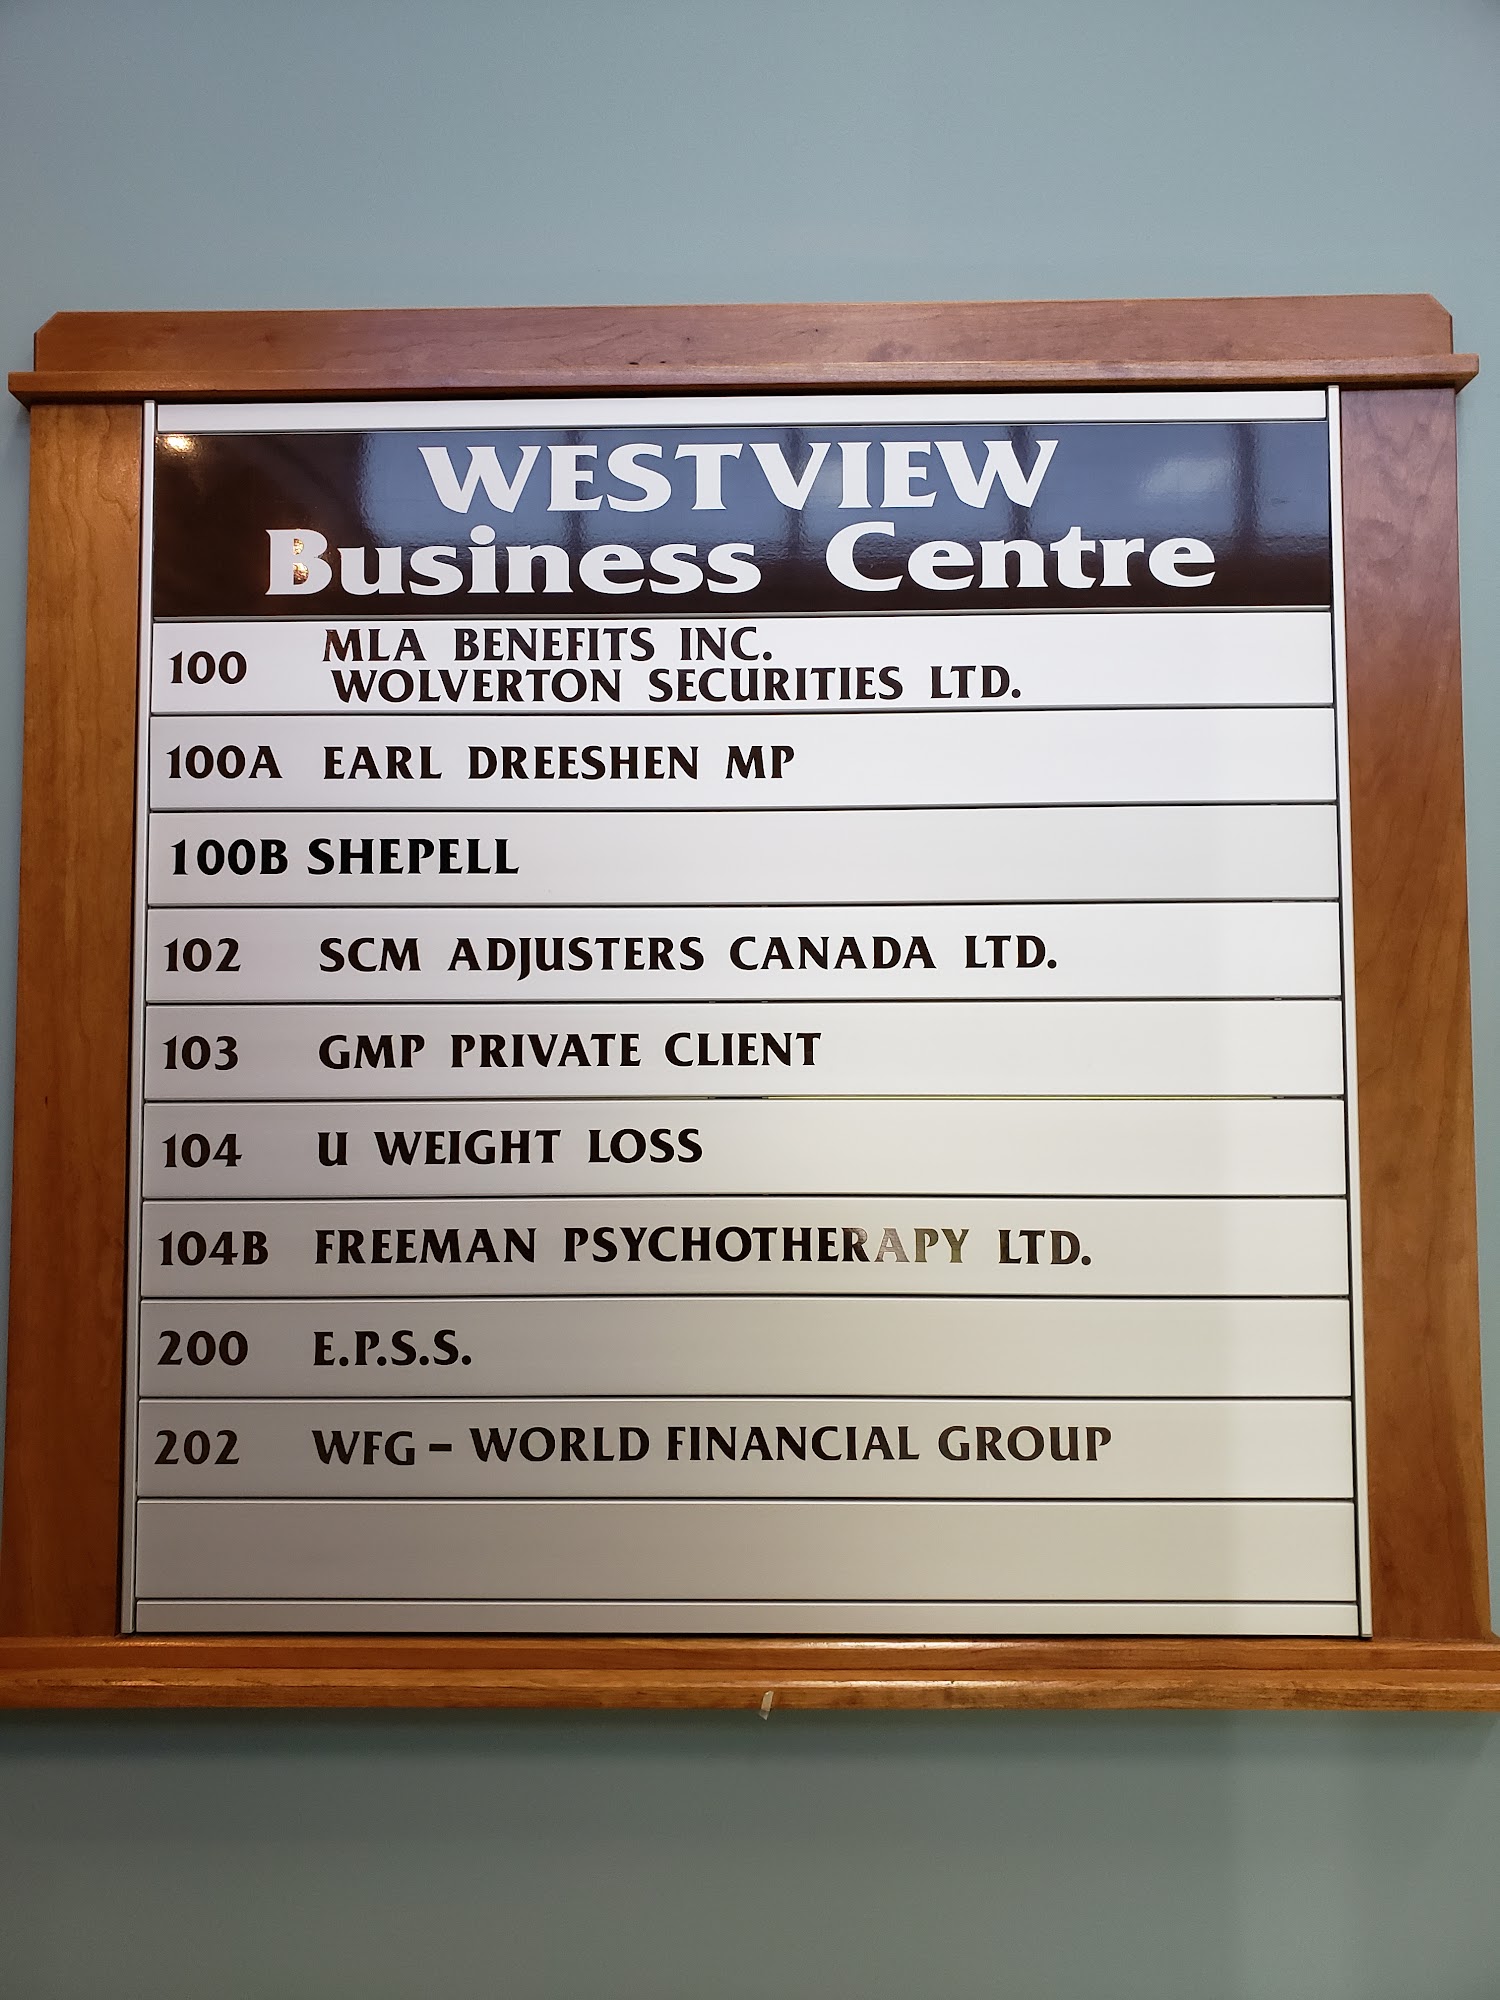 WESTVIEW
Business Centre
100 MLA BENEFITS INC.
WOLVERTON SECURITIES LTD.
100A EARL DREESHEN MP
100B SHEPELL
102 SCM ADJUSTERS CANADA LTD.
103 GMP PRIVATE CLIENT
104 U WEIGHT LOSS
104B FREEMAN PSYCHOTHERAPY LTD.
200 E.P.S.S.
202 WFG - WORLD FINANCIAL GROUP